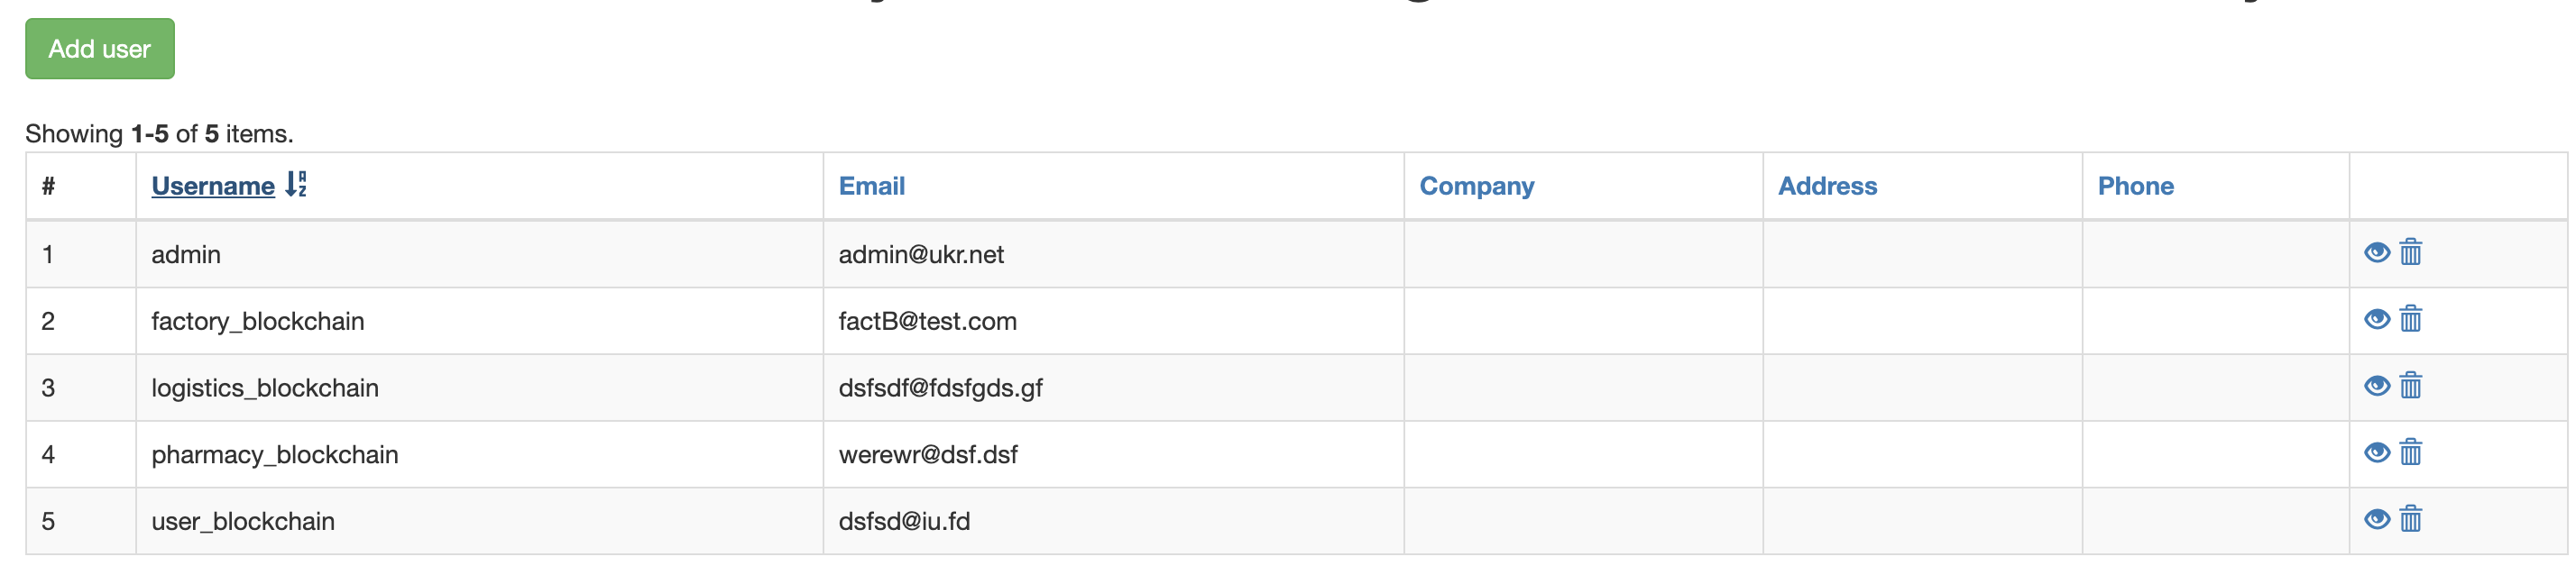 Add user
Showing 1-5 of 5 items.
# Username Email Company Address Phone
1 admin admin@ukr.net
2 factory_blockchain factB@test.com
3 logistics_blockchain dsfsdf@fdsfgds.gf
4 pharmacy_blockchain werewr@dsf.dsf
5 user_blockchain dsfsd@iu.fd